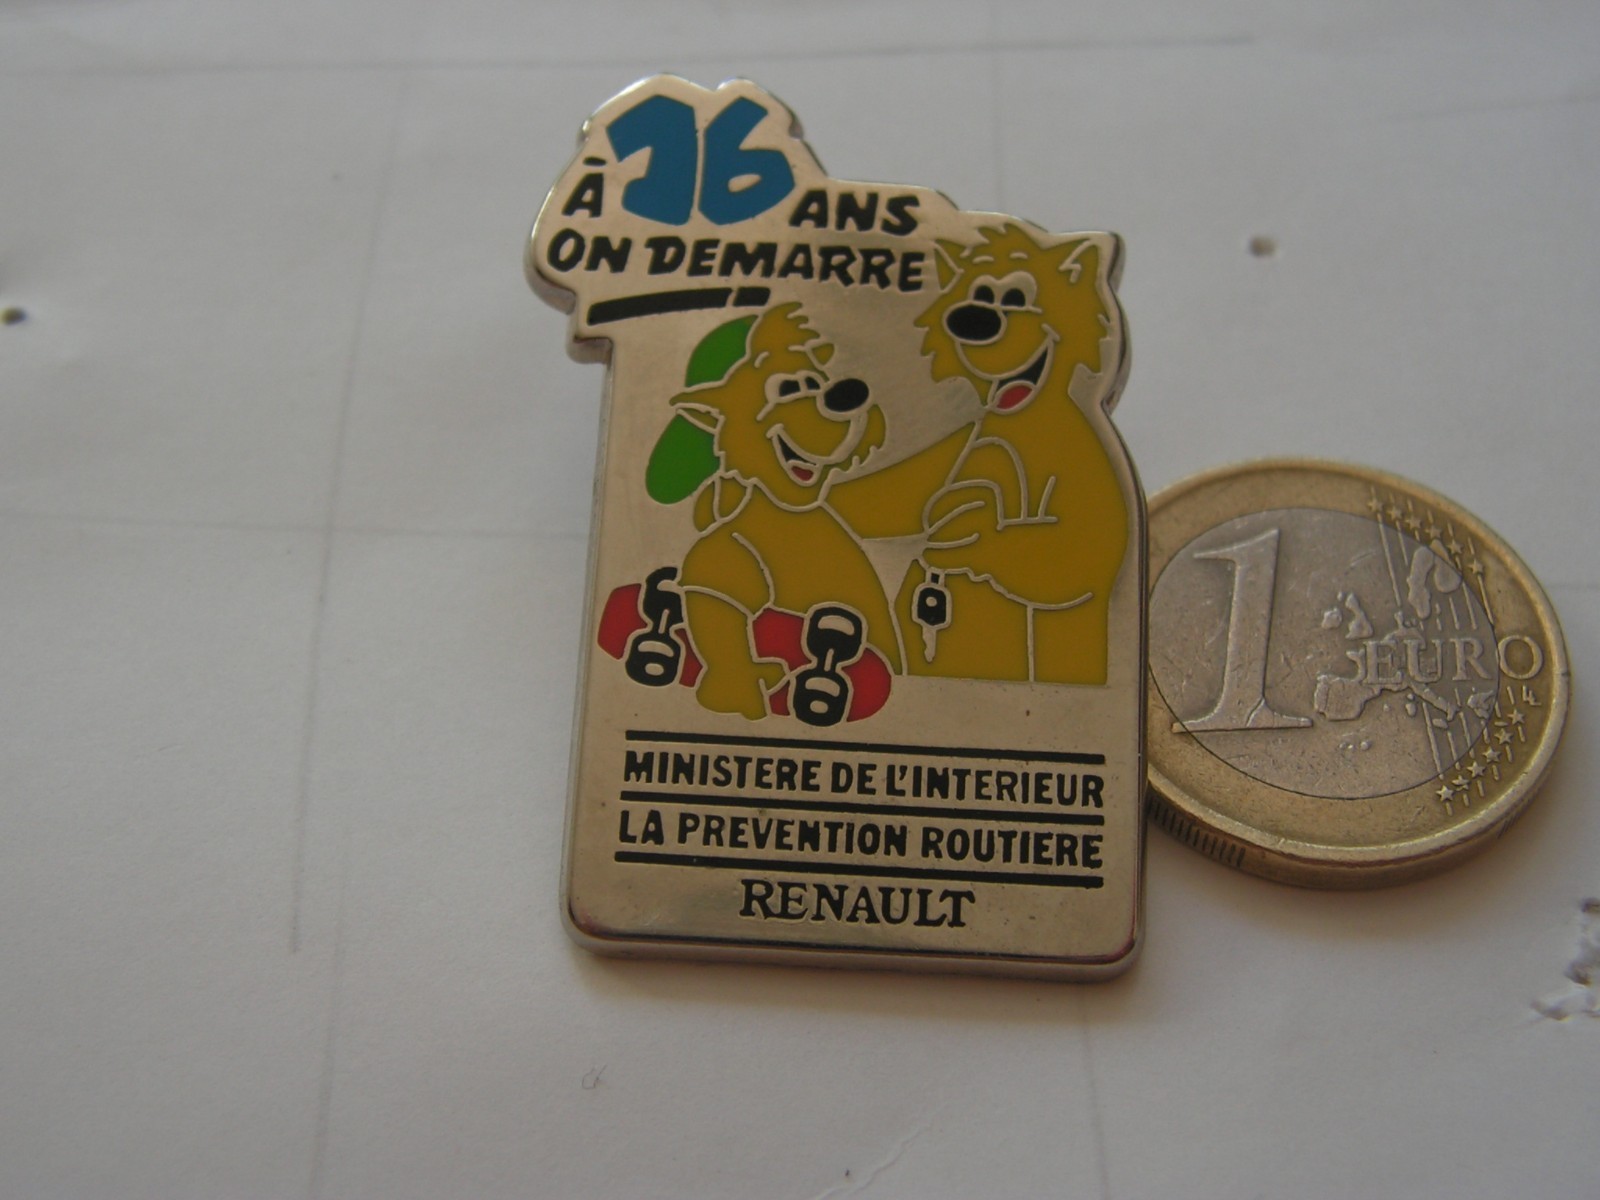 À 16 ANS
ON DEMARRE
MINISTERE DE L'INTERIEUR
LA PREVENTION ROUTIERE
RENAULT
1 EURO